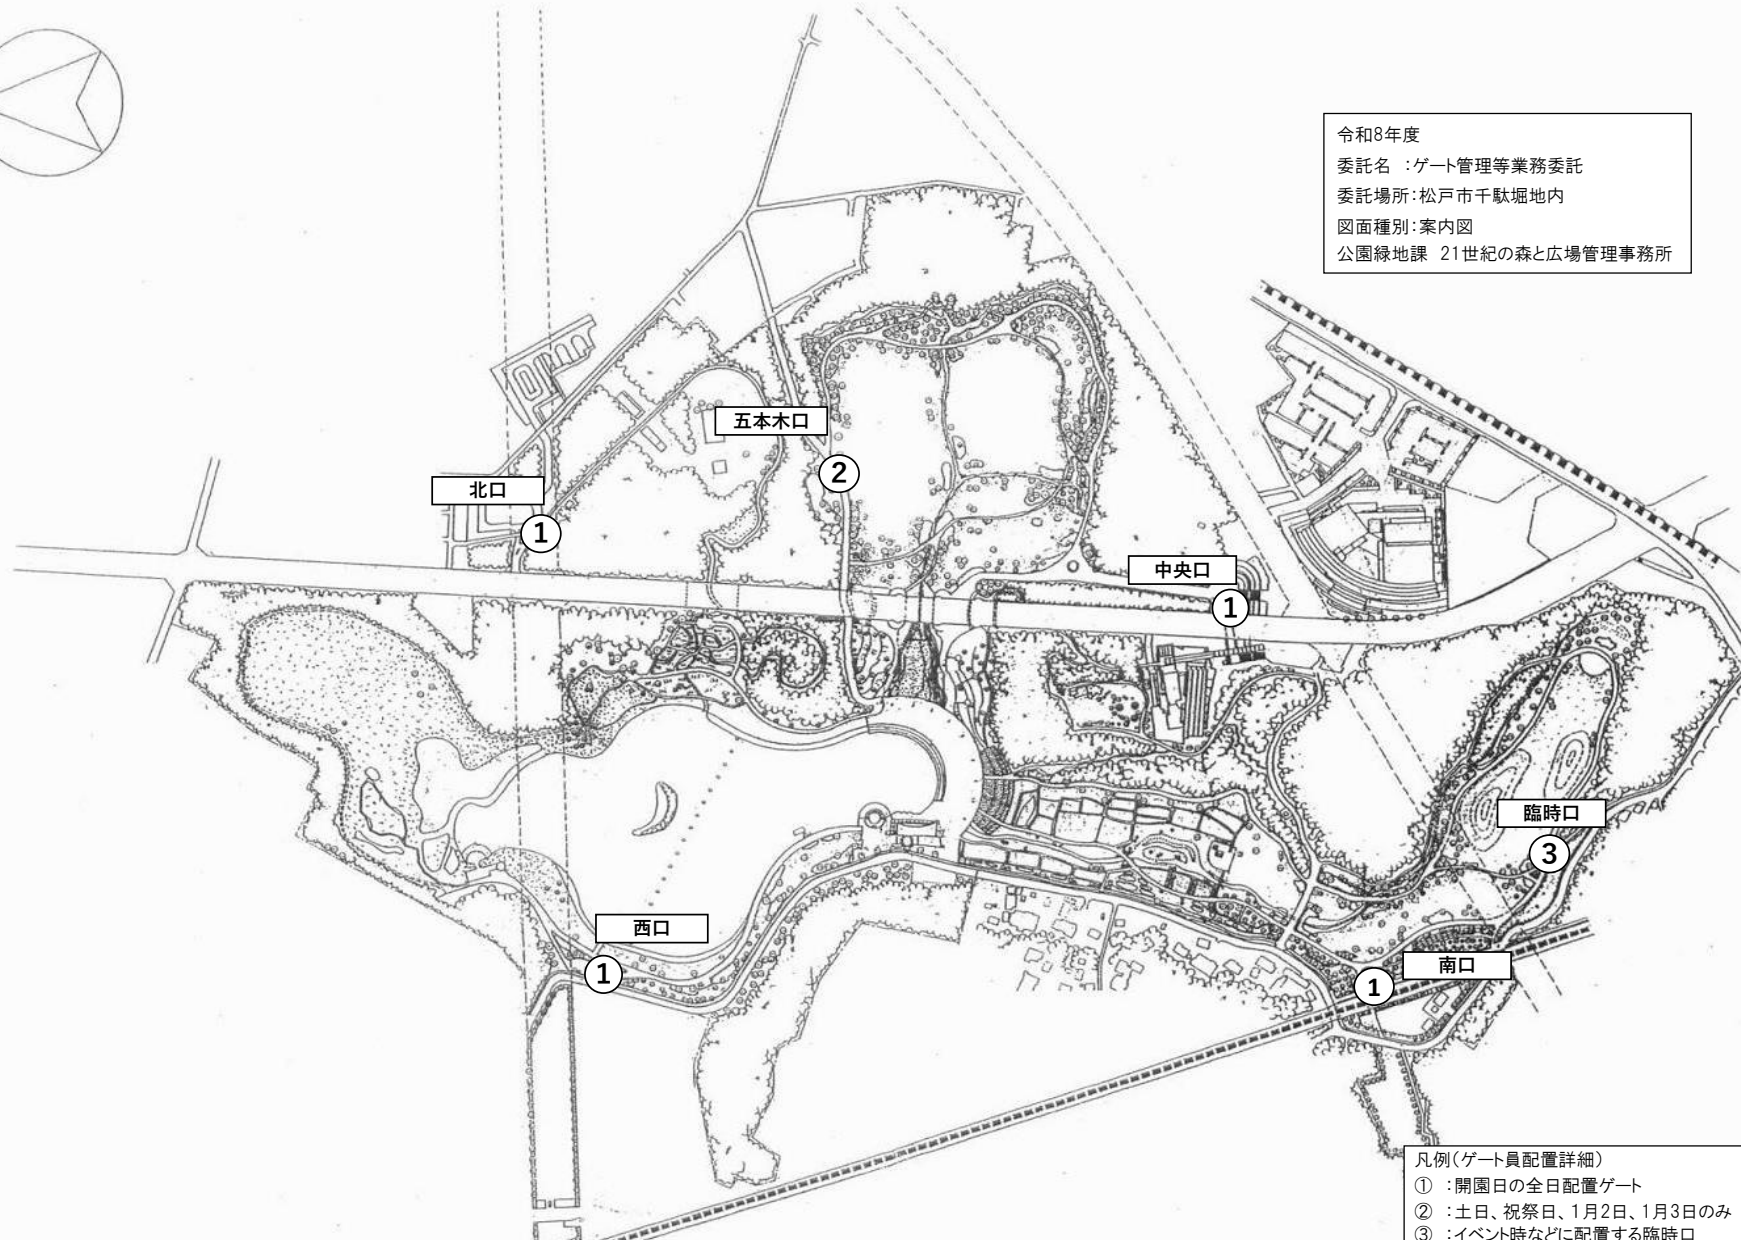 令和8年度
委託名 :ゲート管理等業務委託
委託場所:松戸市千駄堀地内
図面種別:案内図
公園緑地課 21世紀の森と広場管理事務所
五本木口
②
北口
①
中央口
①
臨時口
③
西口
①
南口
①
凡例(ゲート員配置詳細)
① :開園日の全日配置ゲート
② :土日、祝祭日、1月2日、1月3日のみ
③ :イベント時などに配置する臨時口